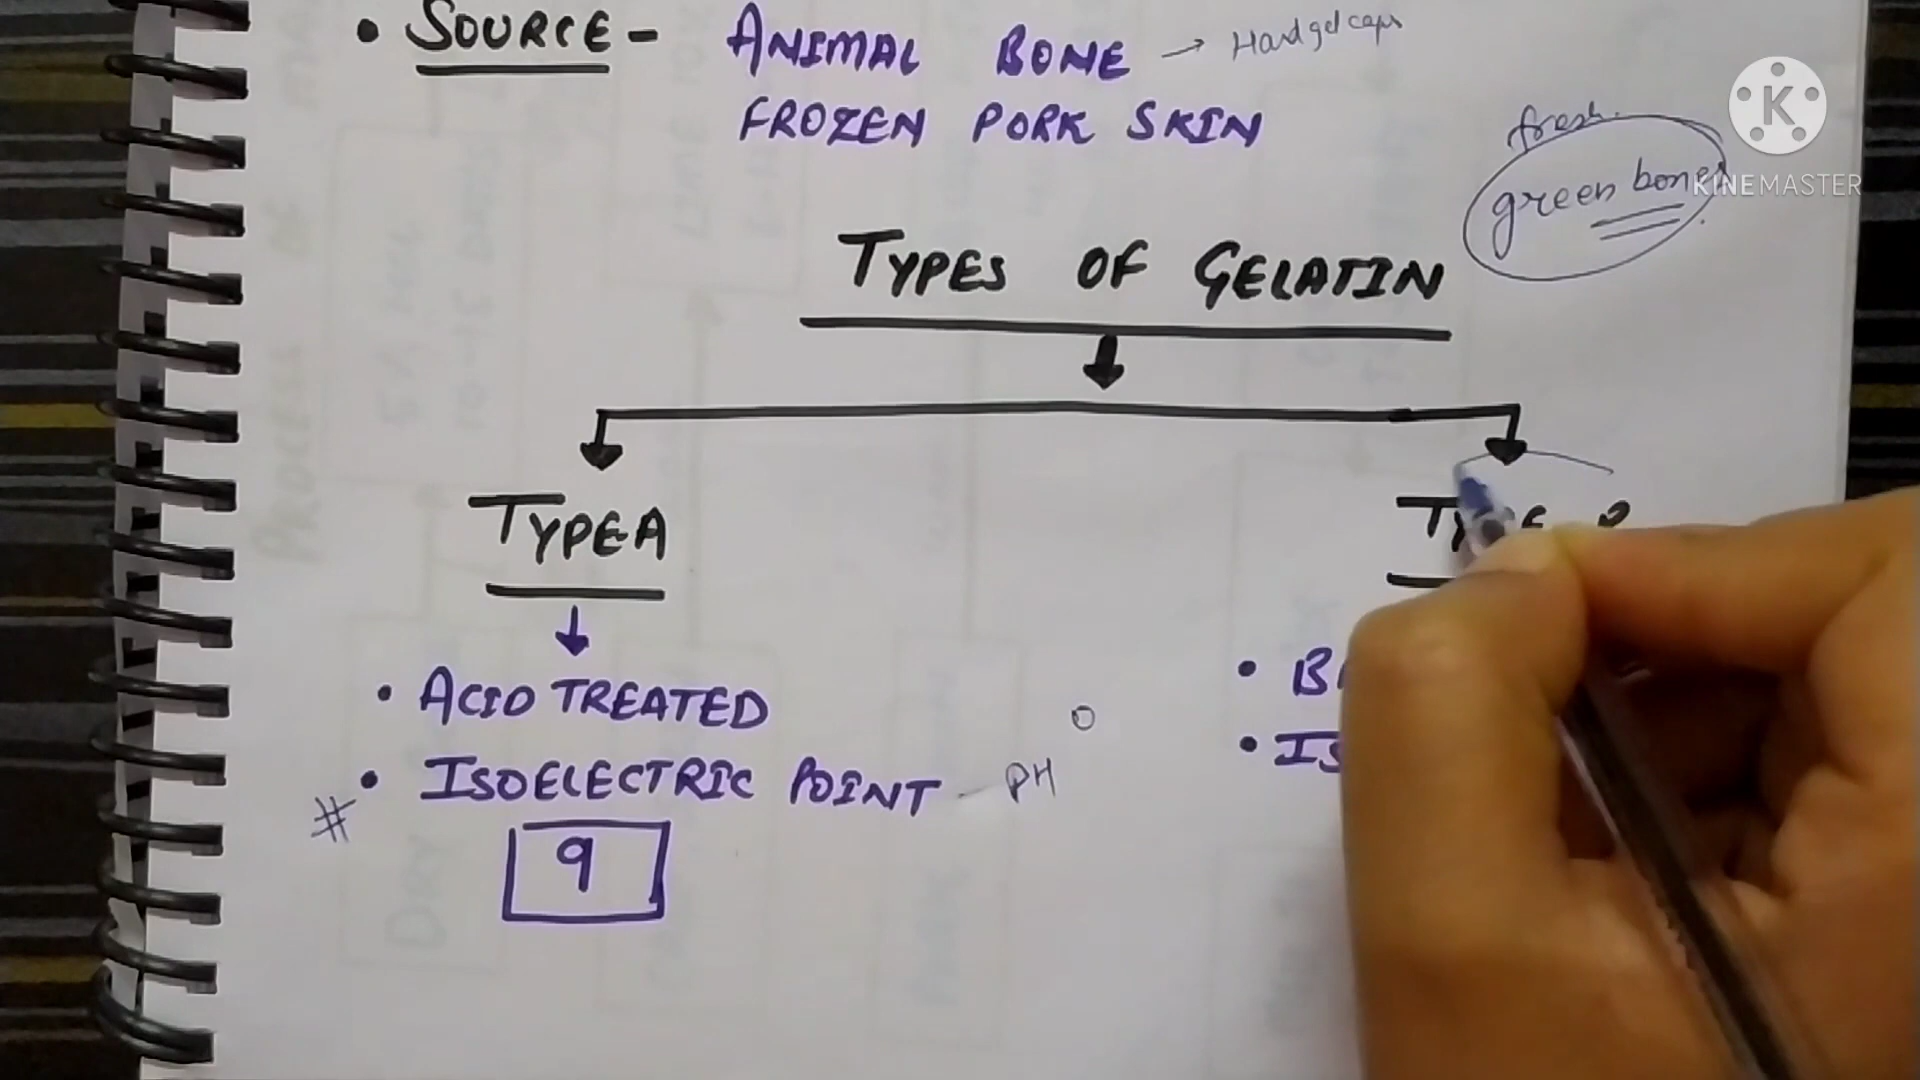 • SOURCE - ANIMAL BONE → Hard gel caps
FROZEN PORK SKIN
fresh.
green bones
K
KINEMASTER
TYPES OF GELATIN
TYPE A
• ACID TREATED
• ISOELECTRIC POINT - PH
#
9